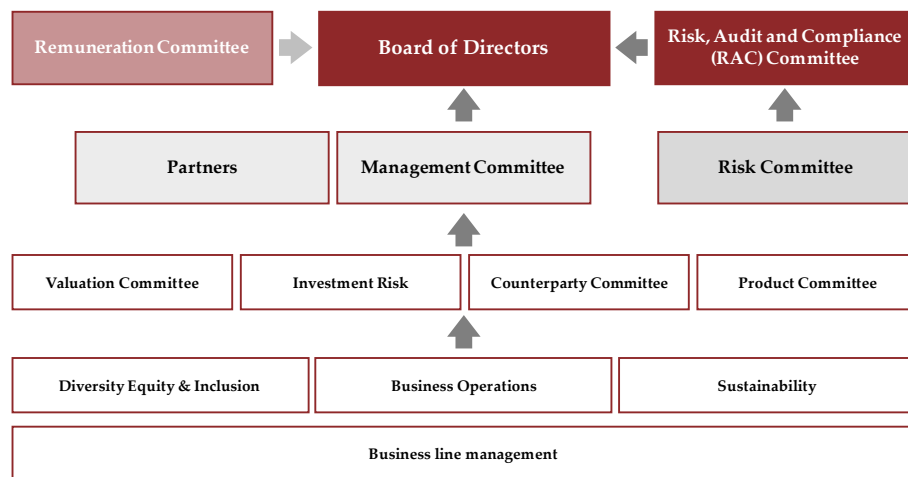 Remuneration Committee
Board of Directors
Risk, Audit and Compliance
(RAC) Committee
Partners
Management Committee
Risk Committee
Valuation Committee
Investment Risk
Counterparty Committee
Product Committee
Diversity Equity & Inclusion
Business Operations
Sustainability
Business line management